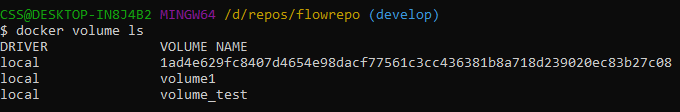 CSS@DESKTOP-IN8J4B2 MINGW64 /d/repos/flowrepo (develop)
$ docker volume ls
DRIVER VOLUME NAME
local 1ad4e629fc8407d4654e98dacf77561c3cc436381b8a718d239020ec83b27c08
local volume1
local volume_test